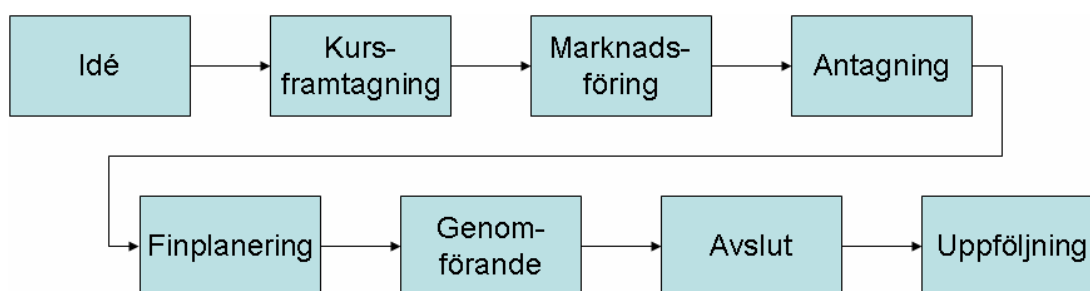 Idé
Kurs-
framtagning
Marknads-
föring
Antagning
Finplanering
Genom-
förande
Avslut
Uppföljning